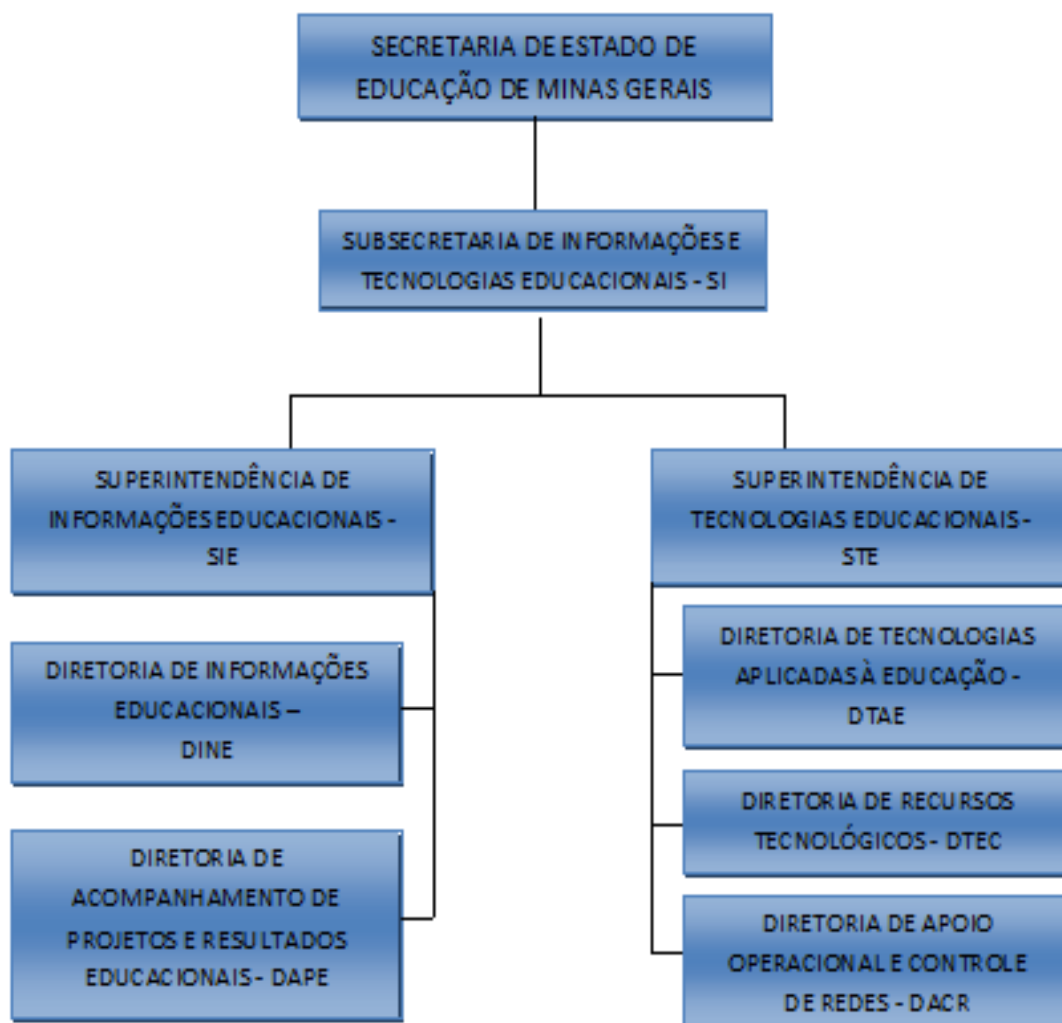 SECRETARIA DE ESTADO DE
EDUCAÇÃO DE MINAS GERAIS
SUBSECRETARIA DE INFORMAÇÕES E
TECNOLOGIAS EDUCACIONAIS - SI
SUPERINTENDÊNCIA DE
INFORMAÇÕES EDUCACIONAIS -
SIE
DIRETORIA DE INFORMAÇÕES
EDUCACIONAIS –
DINE
DIRETORIA DE
ACOMPANHAMENTO DE
PROJETOS E RESULTADOS
EDUCACIONAIS - DAPE
SUPERINTENDÊNCIA DE
TECNOLOGIAS EDUCACIONAIS -
STE
DIRETORIA DE TECNOLOGIAS
APLICADAS À EDUCAÇÃO -
DTAE
DIRETORIA DE RECURSOS
TECNOLÓGICOS - DTEC
DIRETORIA DE APOIO
OPERACIONAL E CONTROLE
DE REDES - DACR